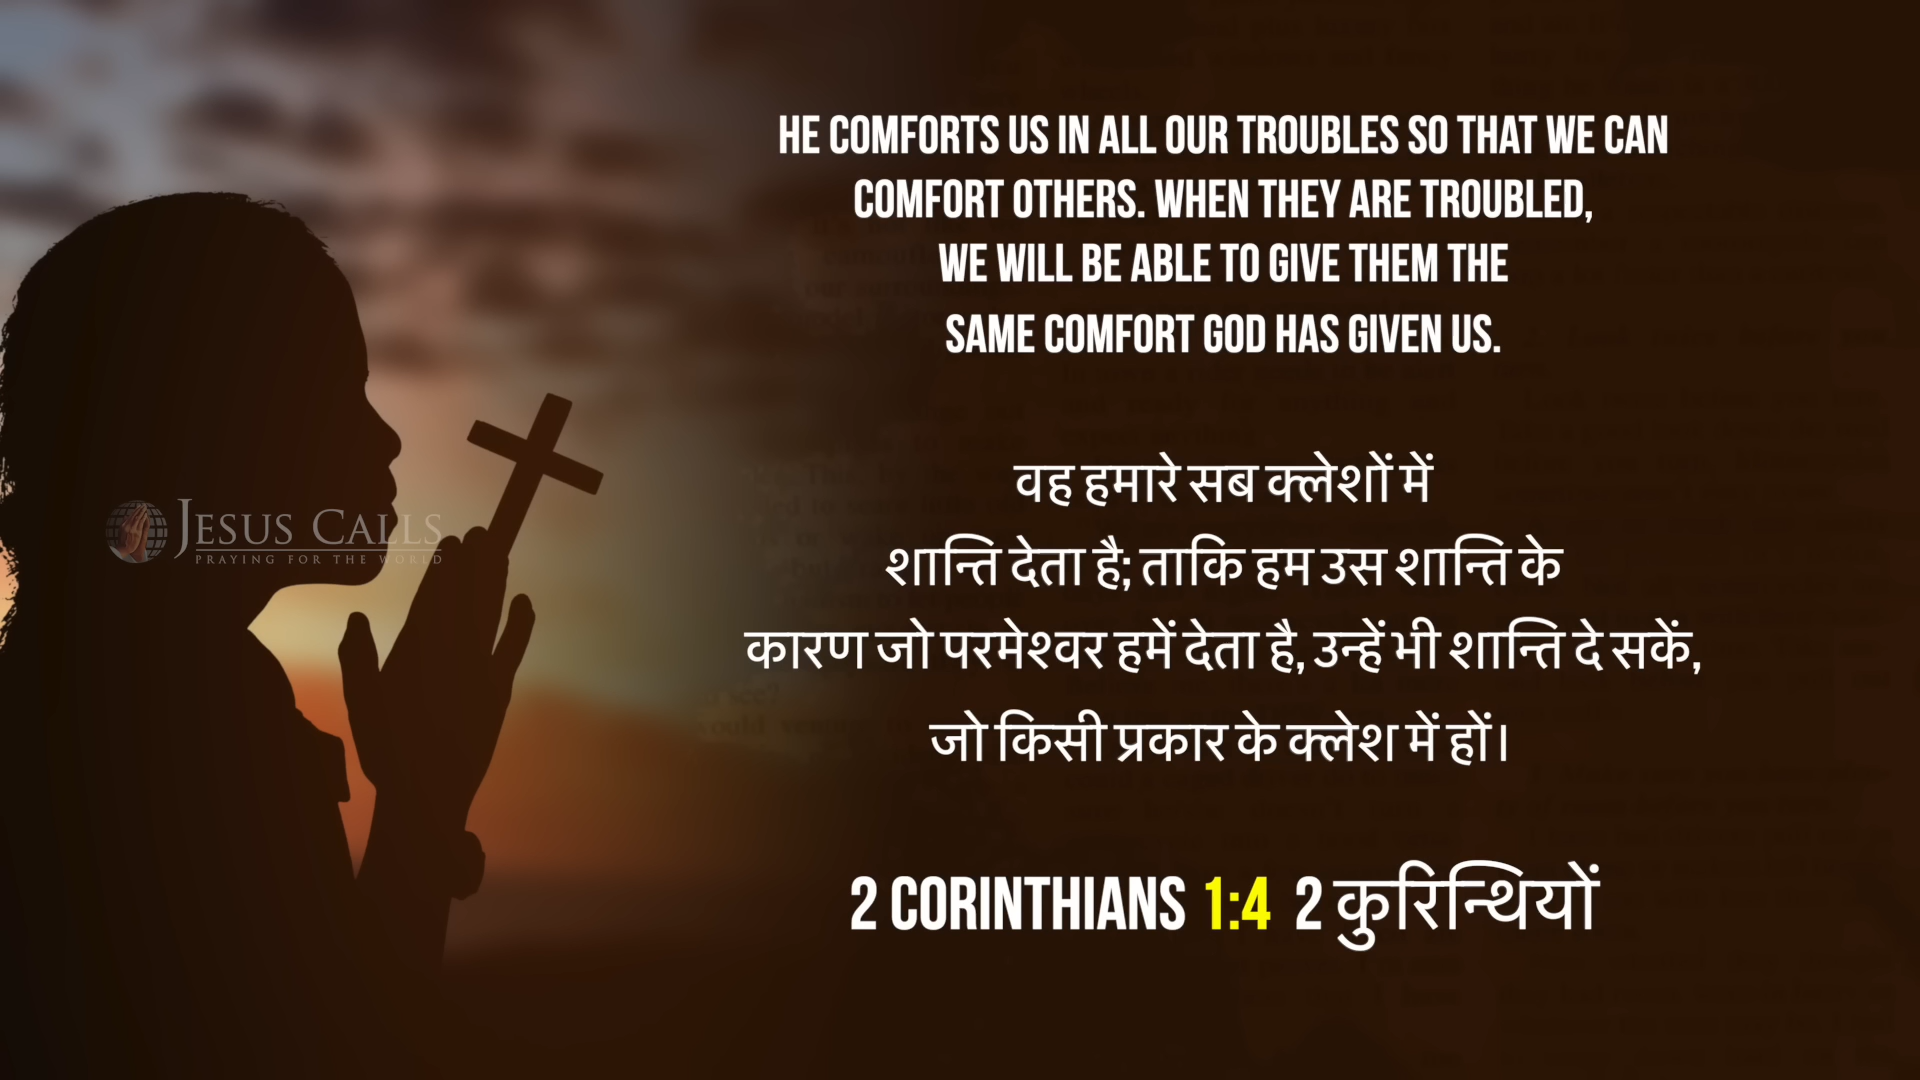 HE COMFORTS US IN ALL OUR TROUBLES SO THAT WE CAN
COMFORT OTHERS. WHEN THEY ARE TROUBLED,
WE WILL BE ABLE TO GIVE THEM THE
SAME COMFORT GOD HAS GIVEN US.
वह हमारे सब क्लेशों में
शान्ति देता है; ताकि हम उस शान्ति के
कारण जो परमेश्वर हमें देता है, उन्हें भी शान्ति दे सकें,
जो किसी प्रकार के क्लेश में हों।
2 CORINTHIANS 1:4 2 कुरिन्थियों
JESUS CALLS
PRAYING FOR THE WORLD